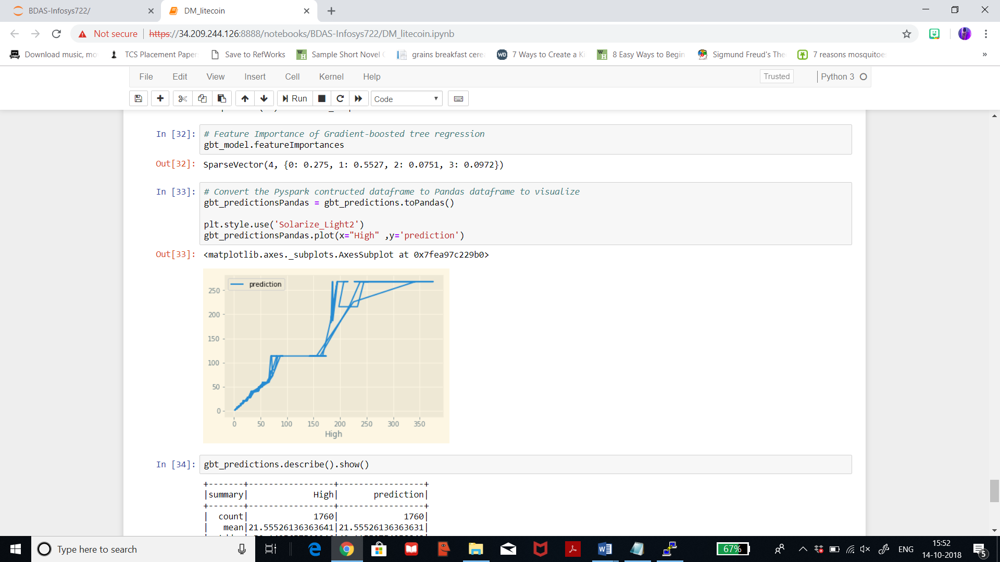 BDAS-Infosys722/
DM_litecoin
Not secure https://34.209.244.126:8888/notebooks/BDAS-Infosys722/DM_litecoin.ipynb
Download music, mo
TCS Placement Paper
Save to RefWorks
Sample Short Novel
grains breakfast cere
7 Ways to Create a Ki
8 Easy Ways to Begin
Sigmund Freud's The
7 reasons mosquitoe
»
File Edit View Insert Cell Kernel Help Trusted Python 3
Run Code
In [32]: # Feature Importance of Gradient-boosted tree regression
gbt_model.featureImportances
Out[32]: SparseVector(4, {0: 0.275, 1: 0.5527, 2: 0.0751, 3: 0.0972})
In [33]: # Convert the Pyspark contructed dataframe to Pandas dataframe to visualize
gbt_predictionsPandas = gbt_predictions.toPandas()
plt.style.use('Solarize_Light2')
gbt_predictionsPandas.plot(x="High" ,y='prediction')
Out[33]: <matplotlib.axes._subplots.AxesSubplot at 0x7fea97c229b0>
prediction
250
200
150
100
50
0
0 50 100 150 200 250 300 350
High
In [34]: gbt_predictions.describe().show()
+-------+-----------------+-----------------+
|summary|             High|       prediction|
+-------+-----------------+-----------------+
|  count|             1760|             1760|
|   mean|21.55526136363641|21.55526136363631|
Type here to search
67%
ENG
15:52
14-10-2018
5